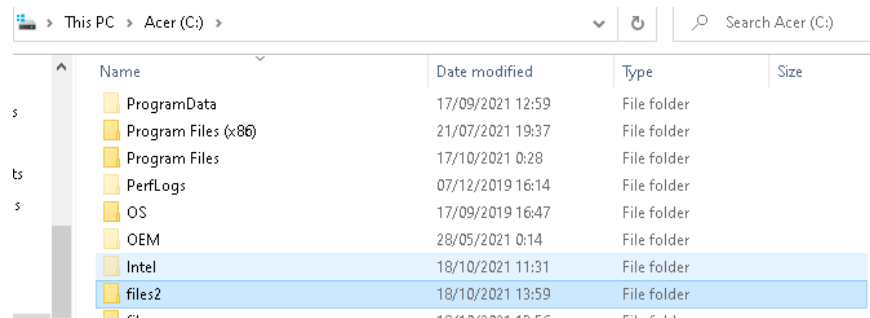 This PC > Acer (C:) > Search Acer (C:)
Name Date modified Type Size
ProgramData 17/09/2021 12:59 File folder
Program Files (x86) 21/07/2021 19:37 File folder
Program Files 17/10/2021 0:28 File folder
PerfLogs 07/12/2019 16:14 File folder
OS 17/09/2019 16:47 File folder
OEM 28/05/2021 0:14 File folder
Intel 18/10/2021 11:31 File folder
files2 18/10/2021 13:59 File folder